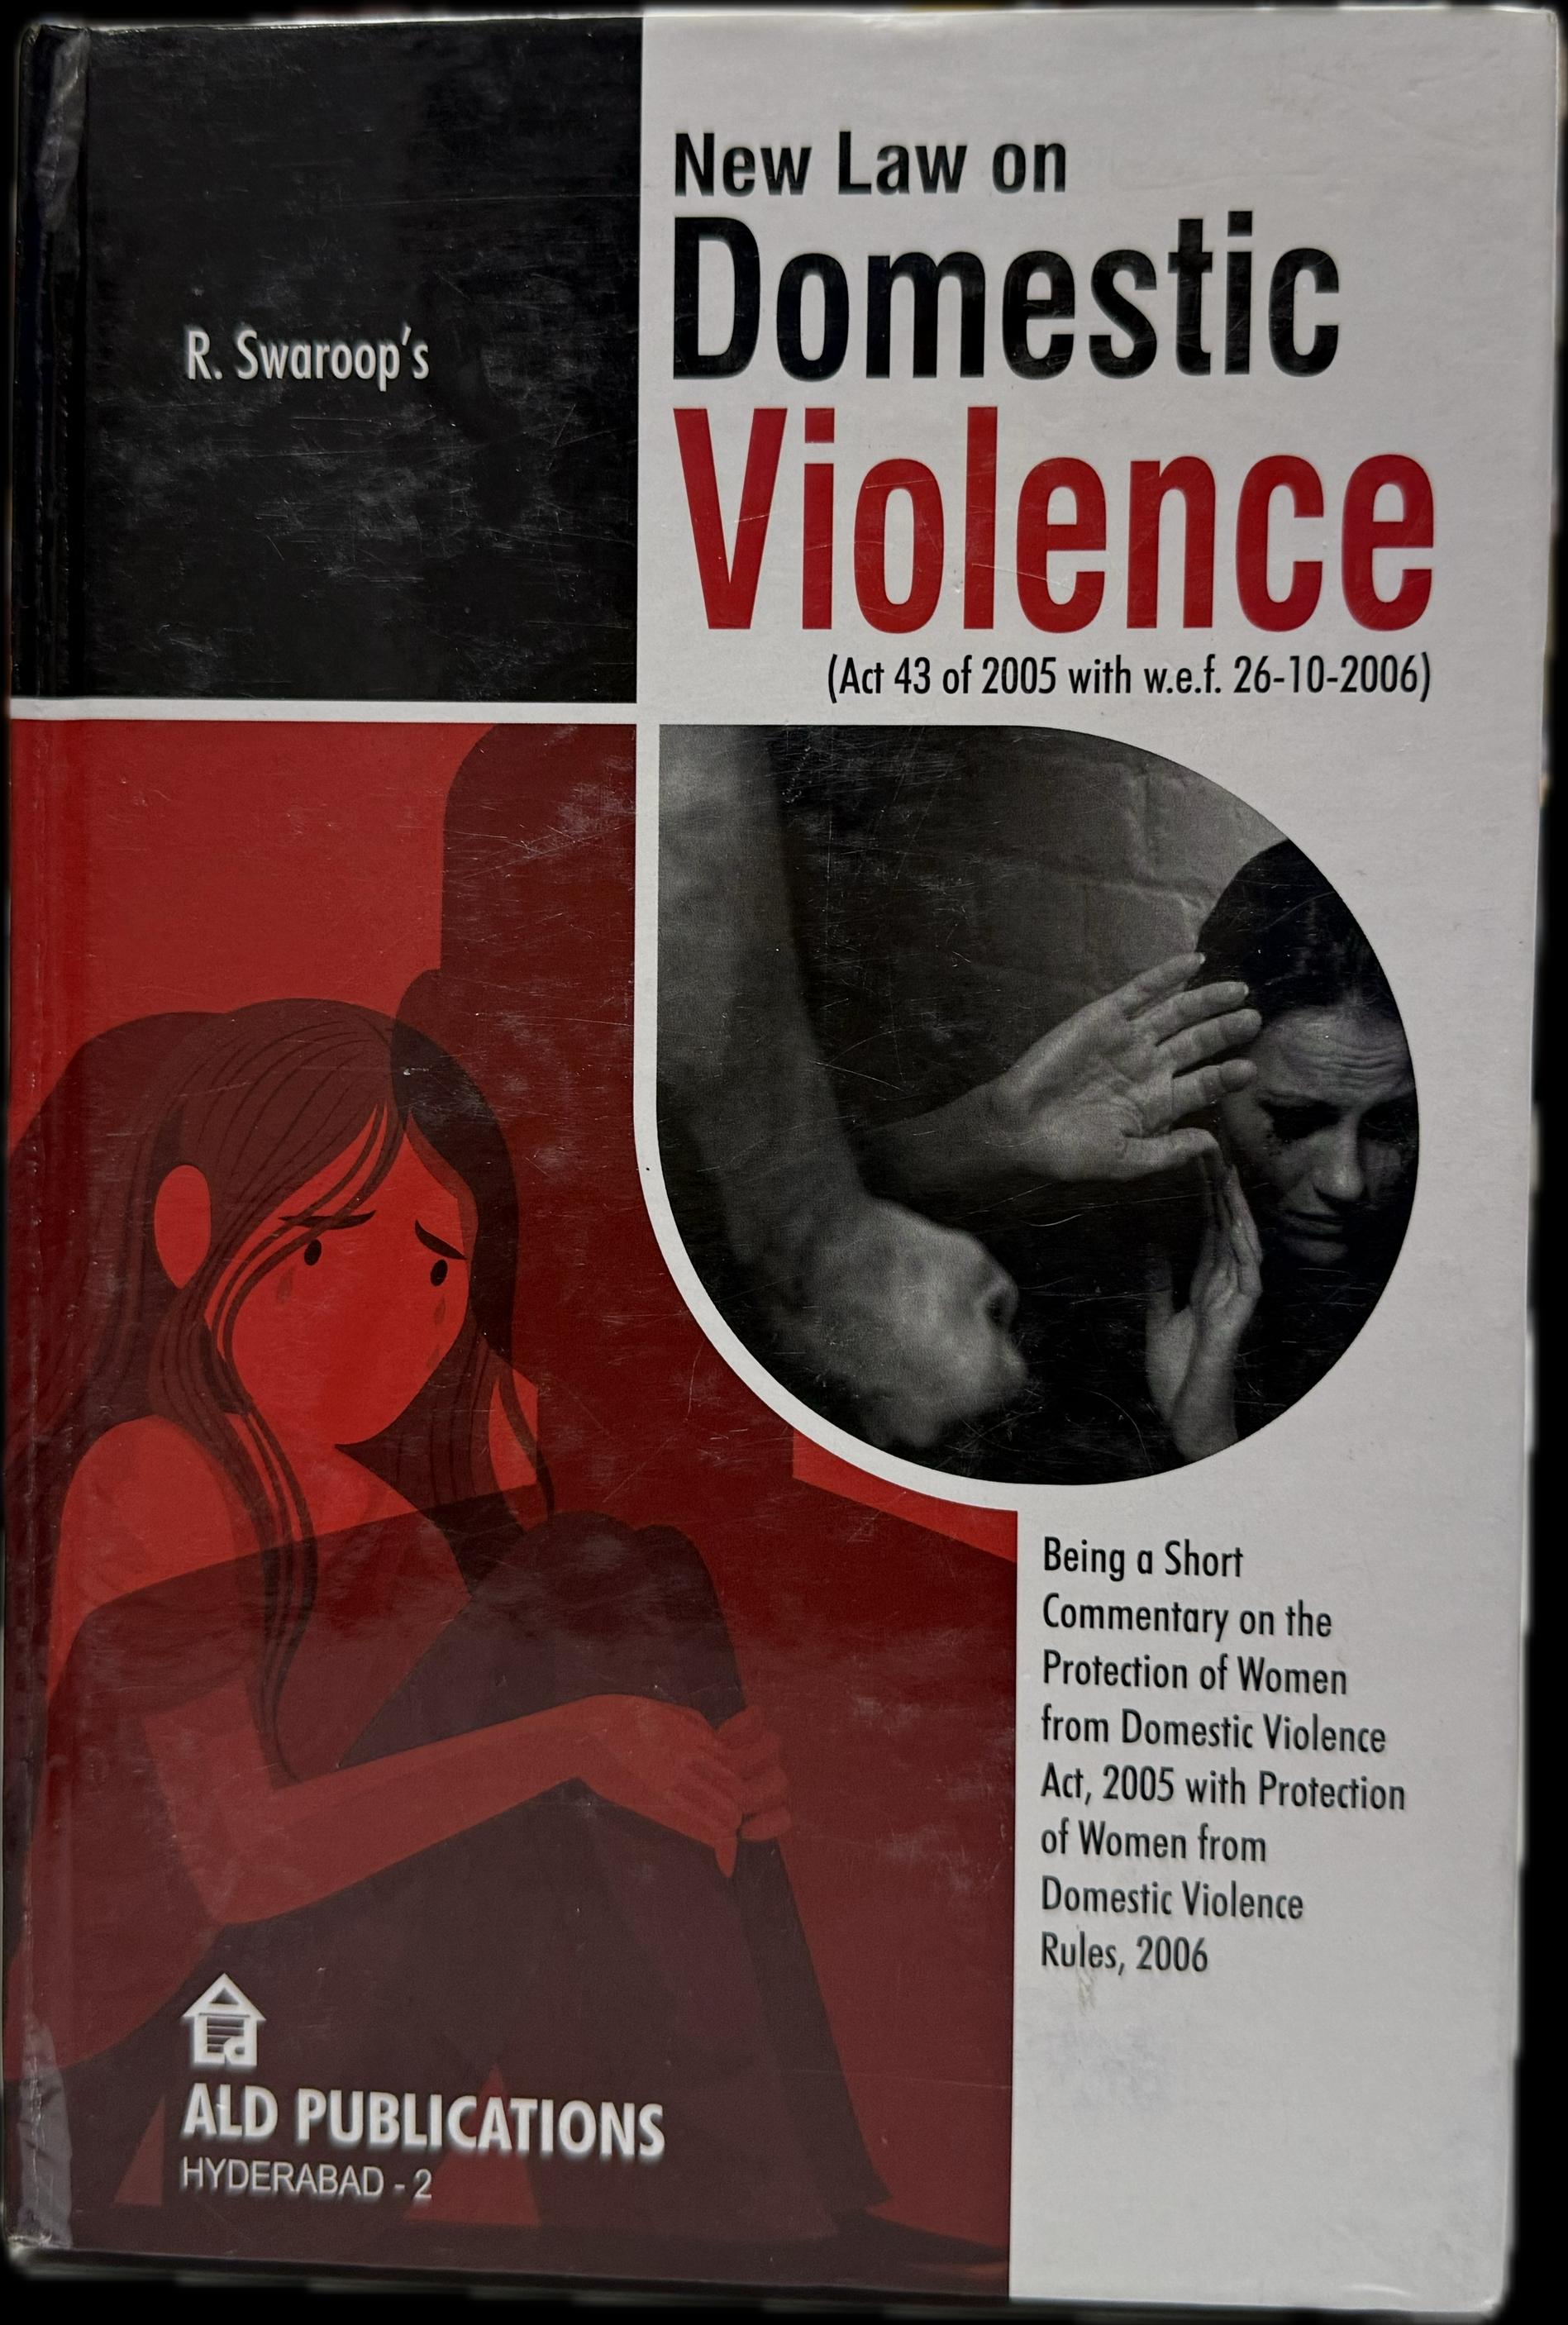 R. Swaroop's
New Law on
Domestic
Violence
(Act 43 of 2005 with w.e.f. 26-10-2006)
Being a Short
Commentary on the
Protection of Women
from Domestic Violence
Act, 2005 with Protection
of Women from
Domestic Violence
Rules, 2006
ALD PUBLICATIONS
HYDERABAD - 2